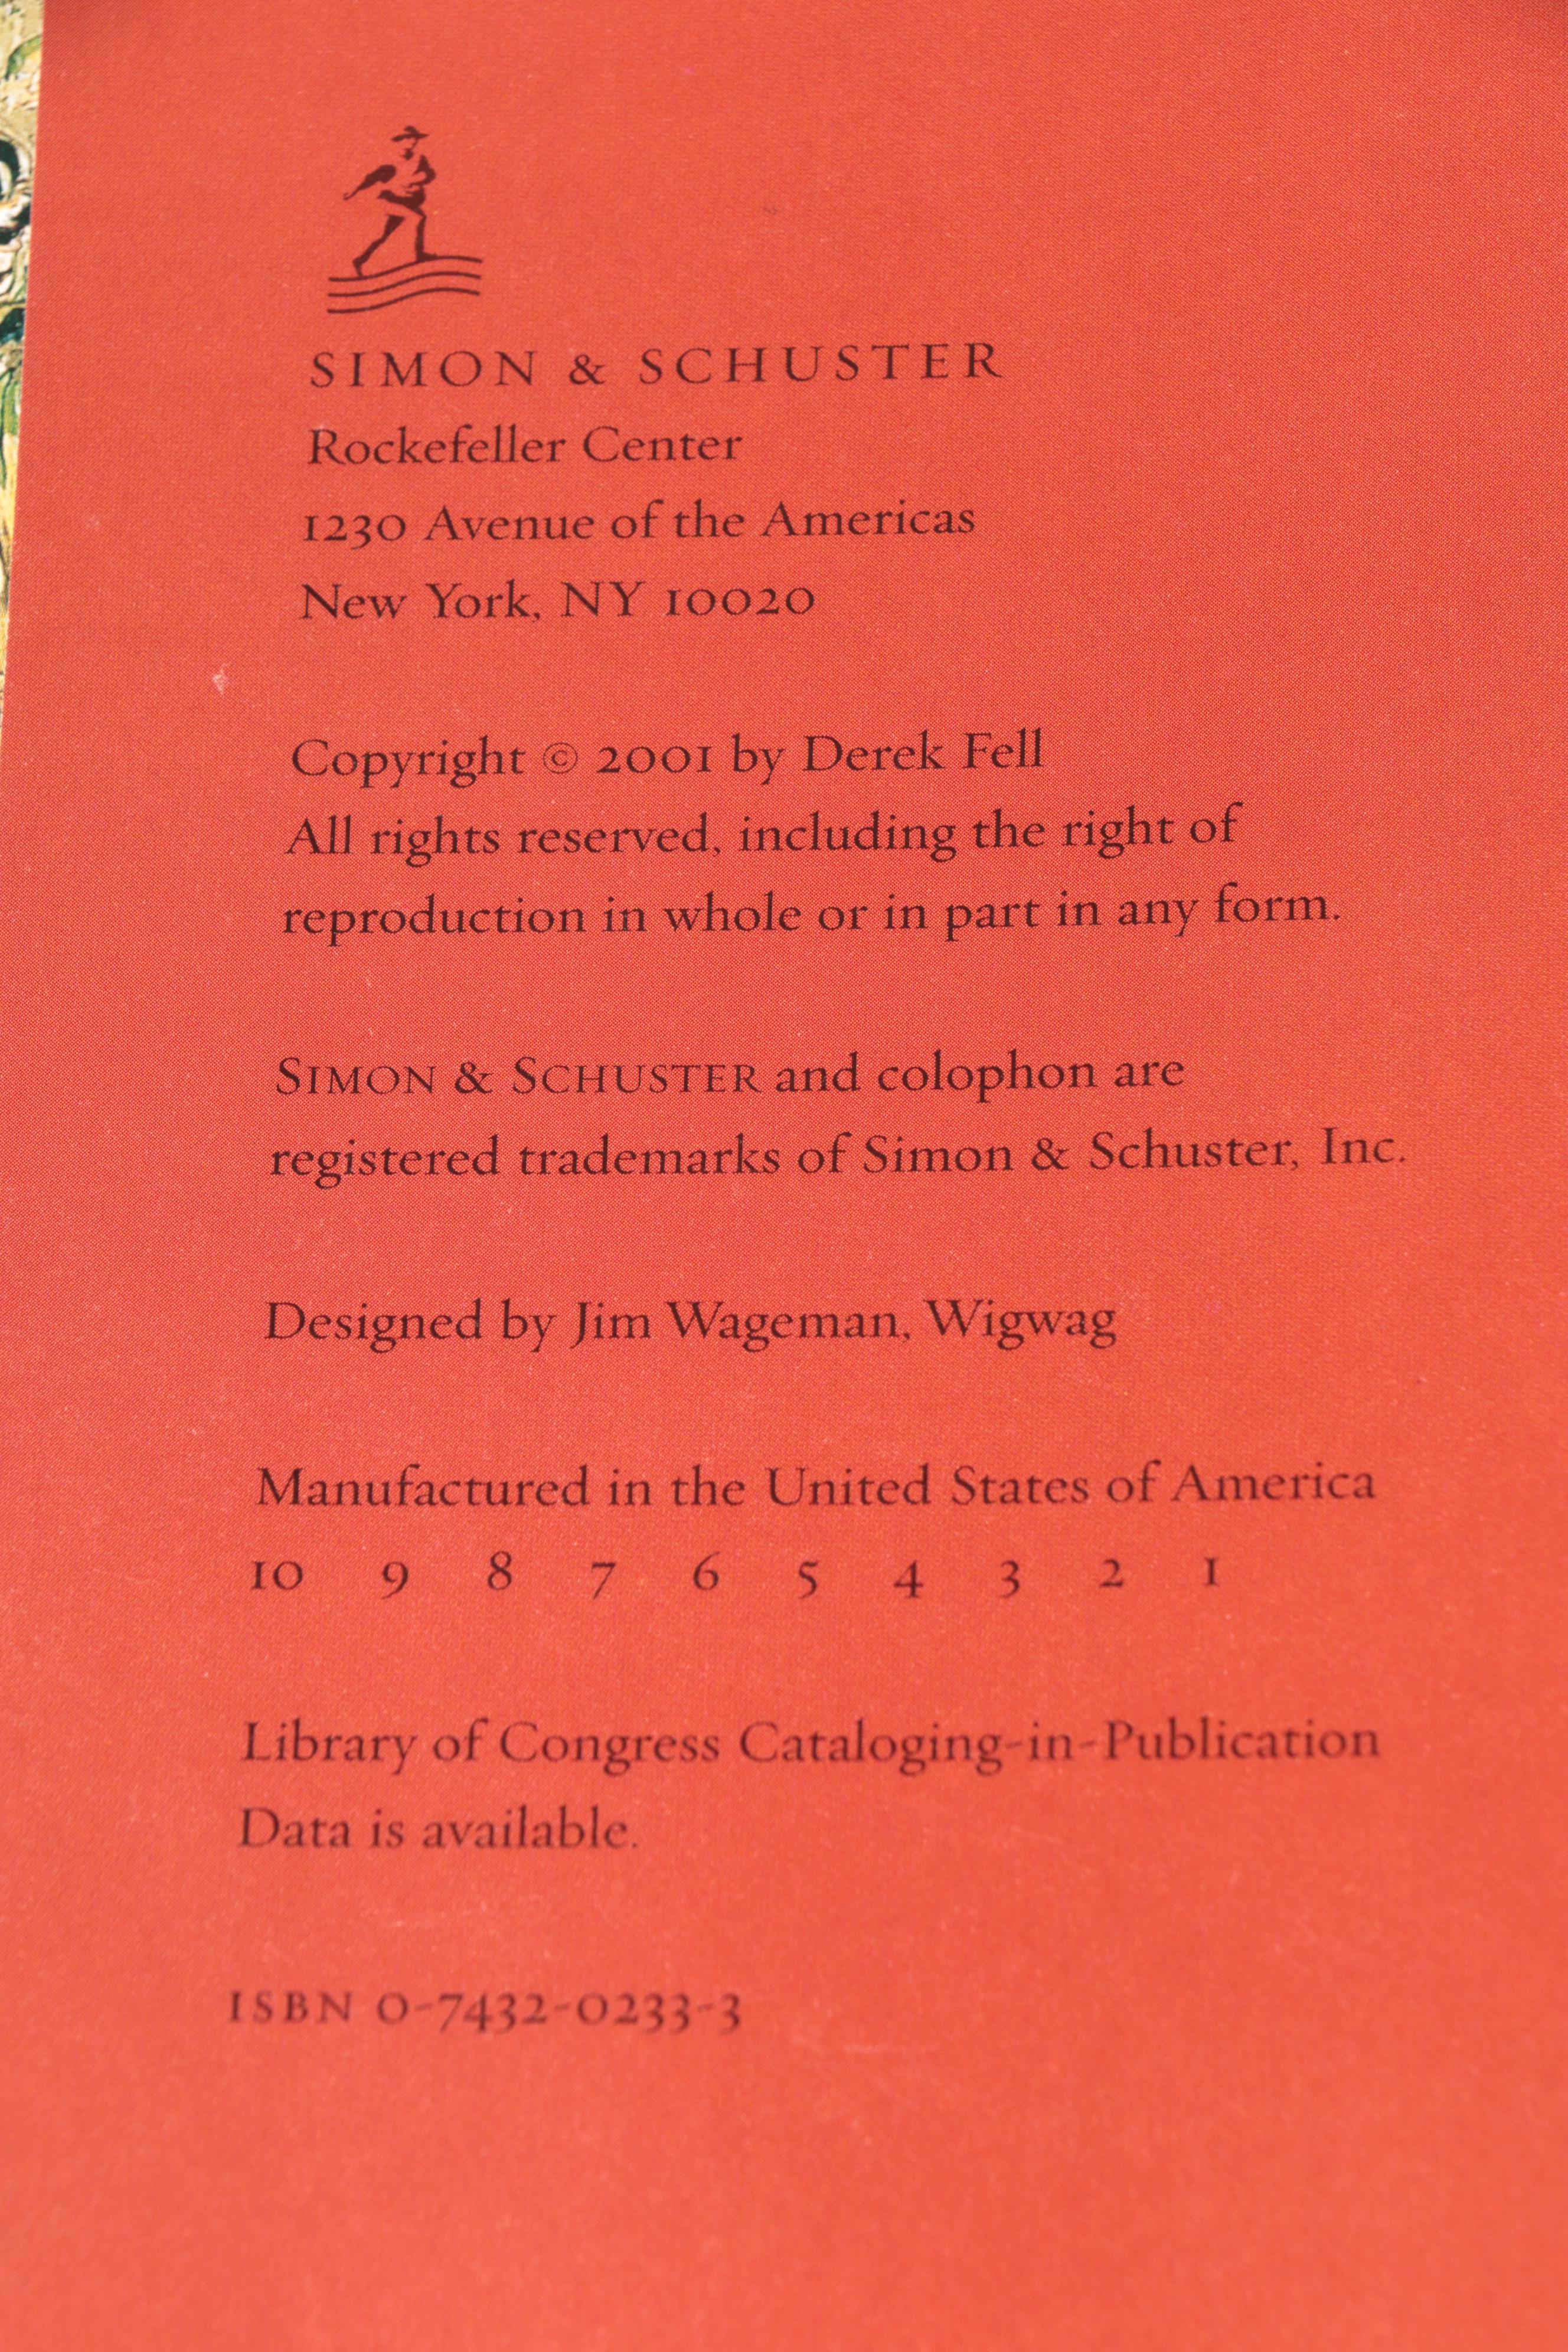 SIMON & SCHUSTER
Rockefeller Center
1230 Avenue of the Americas
New York, NY 10020
Copyright © 2001 by Derek Fell
All rights reserved, including the right of
reproduction in whole or in part in any form.
SIMON & SCHUSTER and colophon are
registered trademarks of Simon & Schuster, Inc.
Designed by Jim Wageman, Wigwag
Manufactured in the United States of America
10 9 8 7 6 5 4 3 2 1
Library of Congress Cataloging-in-Publication
Data is available.
ISBN 0-7432-0233-3